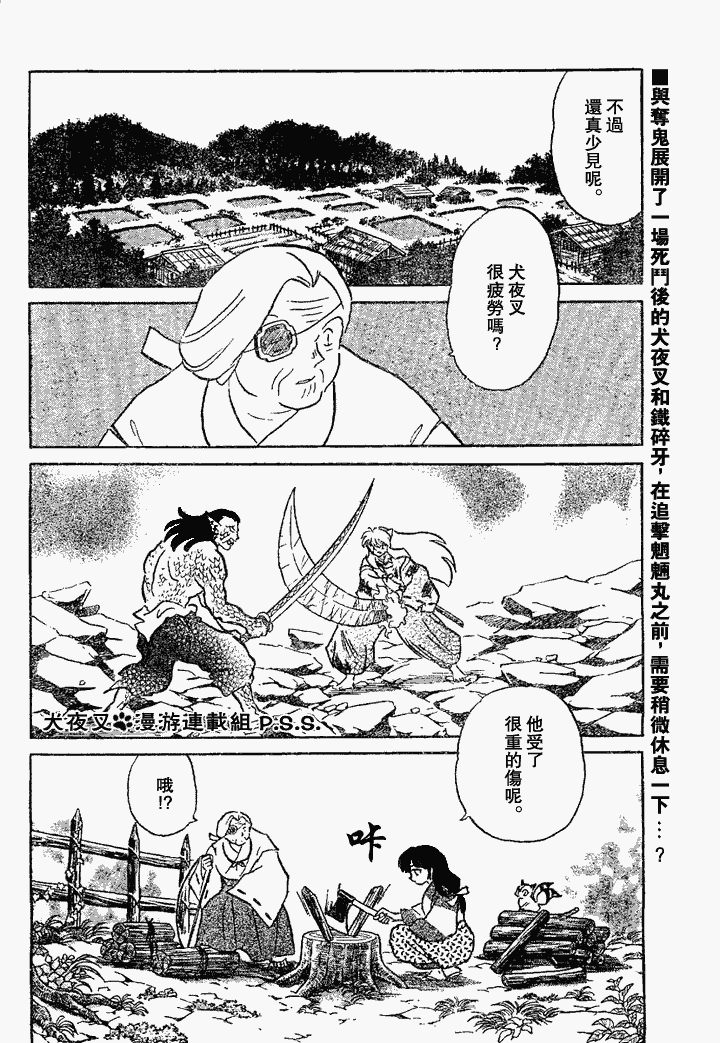 ■與奪鬼展開了一場死鬥後的犬夜叉和鐵碎牙，在追擊魍魎丸之前，需要稍微休息一下…？
不過
還真少見呢。
犬夜叉
很疲勞嗎？
犬夜叉 漫游連載組 P.S.S.
他受了
很重的傷呢。
哦!?
咔